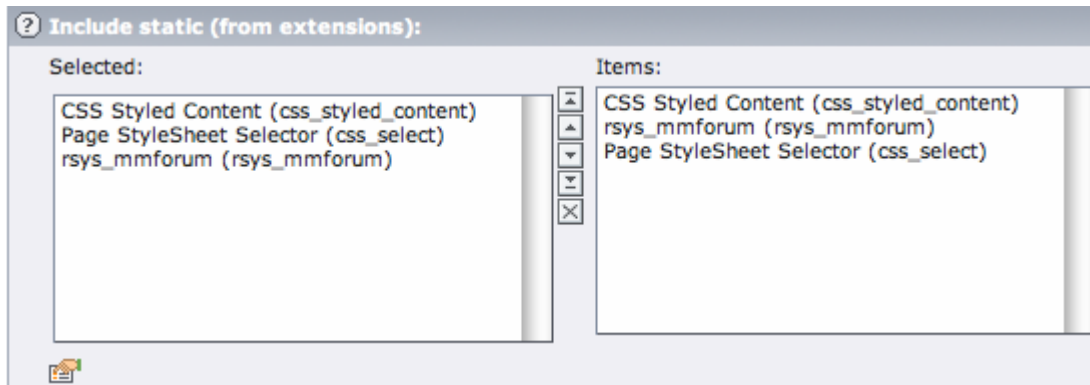 Include static (from extensions):
Selected:
CSS Styled Content (css_styled_content)
Page StyleSheet Selector (css_select)
rsys_mmforum (rsys_mmforum)
Items:
CSS Styled Content (css_styled_content)
rsys_mmforum (rsys_mmforum)
Page StyleSheet Selector (css_select)